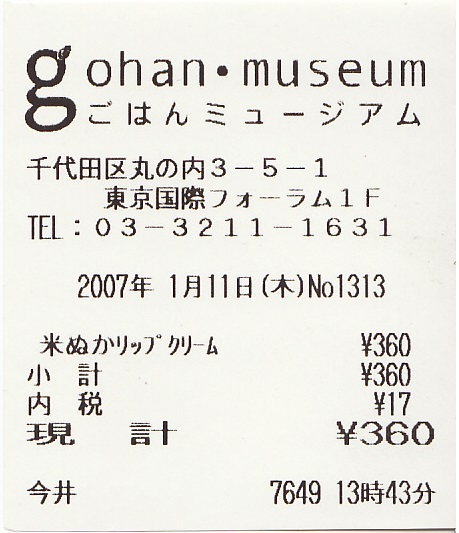 gohan・museum
ごはんミュージアム
千代田区丸の内3－5－1
東京国際フォーラム1F
TEL：03－3211－1631
2007年 1月11日(木)No1313
米ぬかﾘｯﾌﾟｸﾘｰﾑ ¥360
小 計 ¥360
内 税 ¥17
現 計 ¥360
今井 7649 13時43分